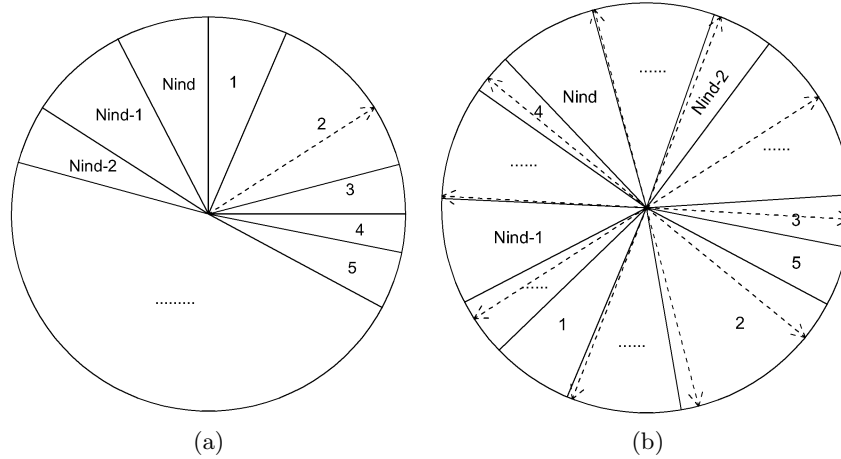 Nind
1
Nind-1
2
Nind-2
3
4
5
.........
(a)
......
Nind-2
Nind
4
......
......
3
Nind-1
5
......
1
2
......
(b)